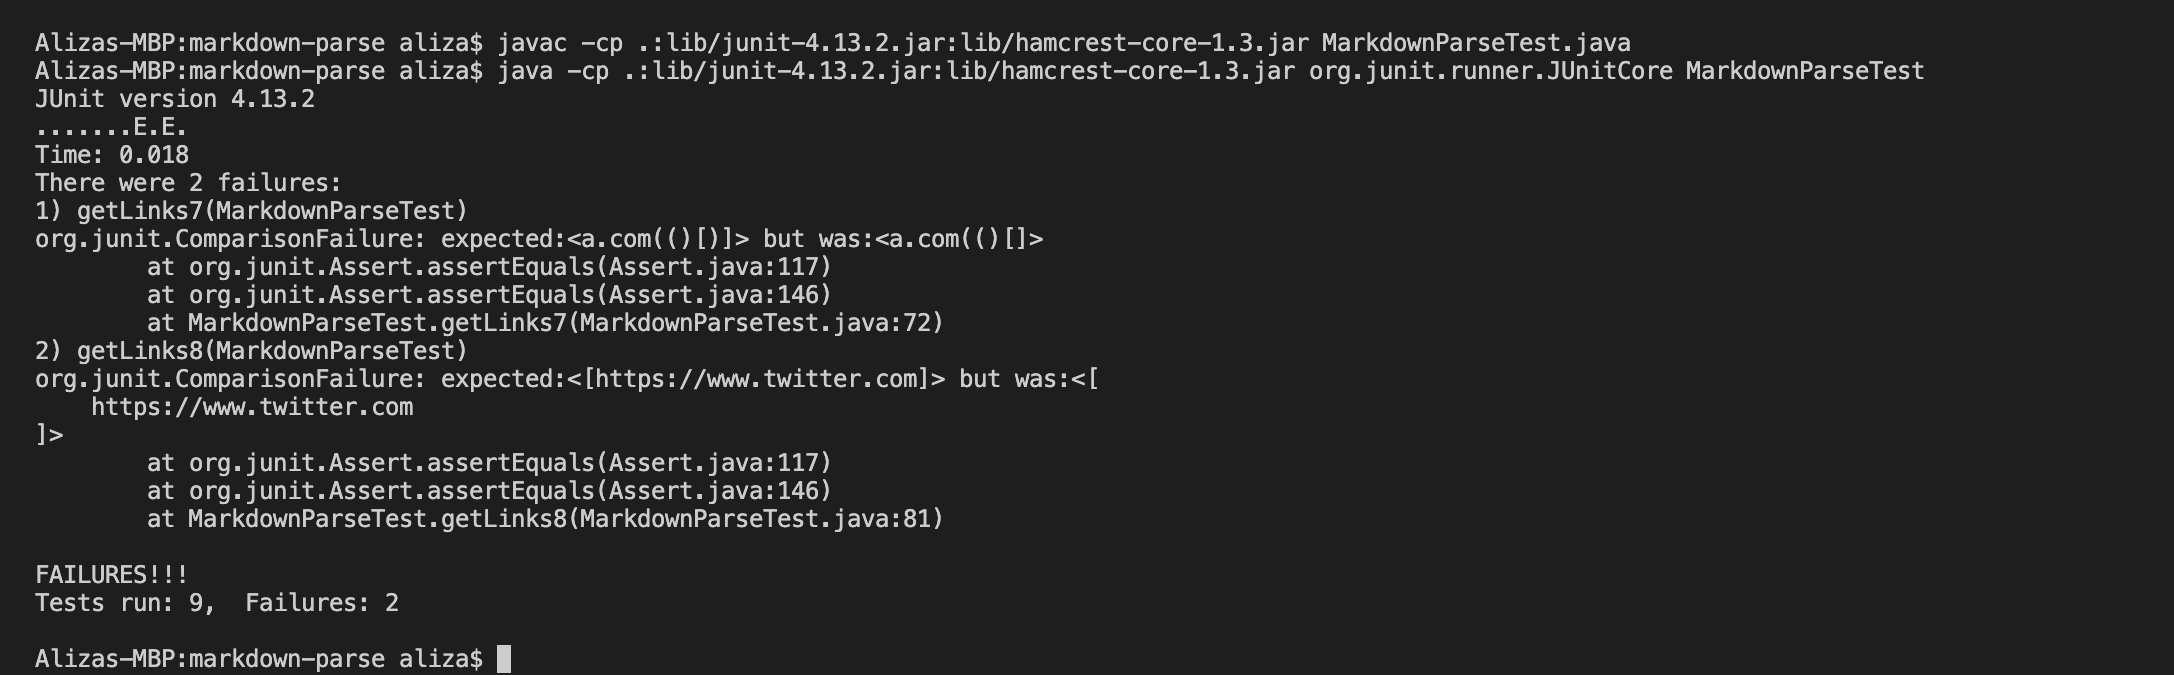 Alizas-MBP:markdown-parse aliza$ javac -cp .:lib/junit-4.13.2.jar:lib/hamcrest-core-1.3.jar MarkdownParseTest.java
Alizas-MBP:markdown-parse aliza$ java -cp .:lib/junit-4.13.2.jar:lib/hamcrest-core-1.3.jar org.junit.runner.JUnitCore MarkdownParseTest
JUnit version 4.13.2
.......E.E.
Time: 0.018
There were 2 failures:
1) getLinks7(MarkdownParseTest)
org.junit.ComparisonFailure: expected:<a.com(()[)]> but was:<a.com(()[]>
        at org.junit.Assert.assertEquals(Assert.java:117)
        at org.junit.Assert.assertEquals(Assert.java:146)
        at MarkdownParseTest.getLinks7(MarkdownParseTest.java:72)
2) getLinks8(MarkdownParseTest)
org.junit.ComparisonFailure: expected:<[https://www.twitter.com]> but was:<[
    https://www.twitter.com
]>
        at org.junit.Assert.assertEquals(Assert.java:117)
        at org.junit.Assert.assertEquals(Assert.java:146)
        at MarkdownParseTest.getLinks8(MarkdownParseTest.java:81)

FAILURES!!!
Tests run: 9,  Failures: 2

Alizas-MBP:markdown-parse aliza$